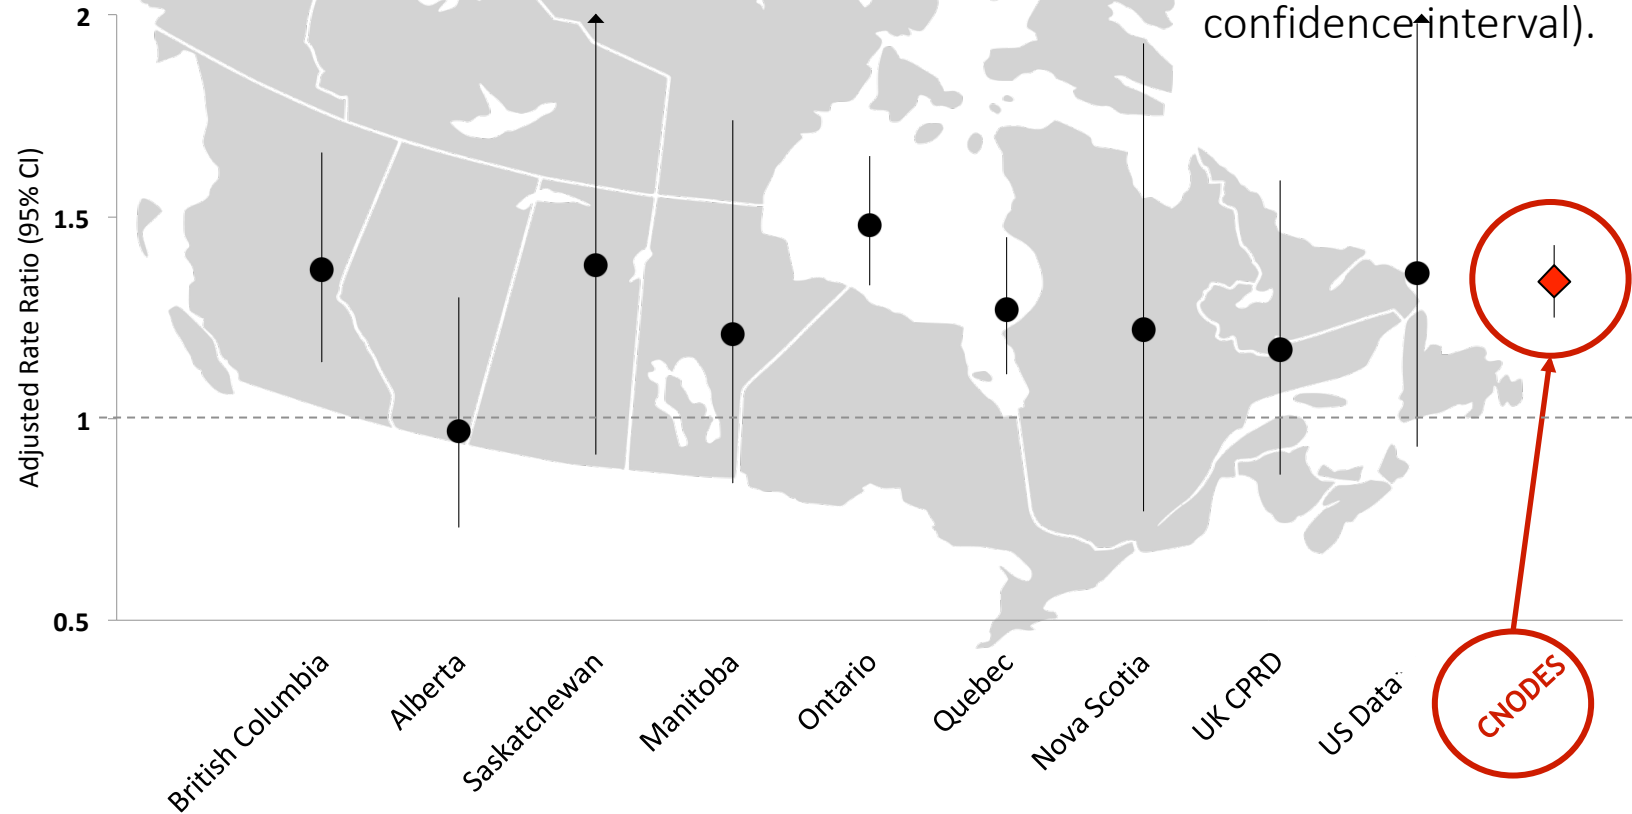 confidence interval).
Adjusted Rate Ratio (95% CI)
2
1.5
1
0.5
British Columbia
Alberta
Saskatchewan
Manitoba
Ontario
Quebec
Nova Scotia
UK CPRD
US Data
CNODES